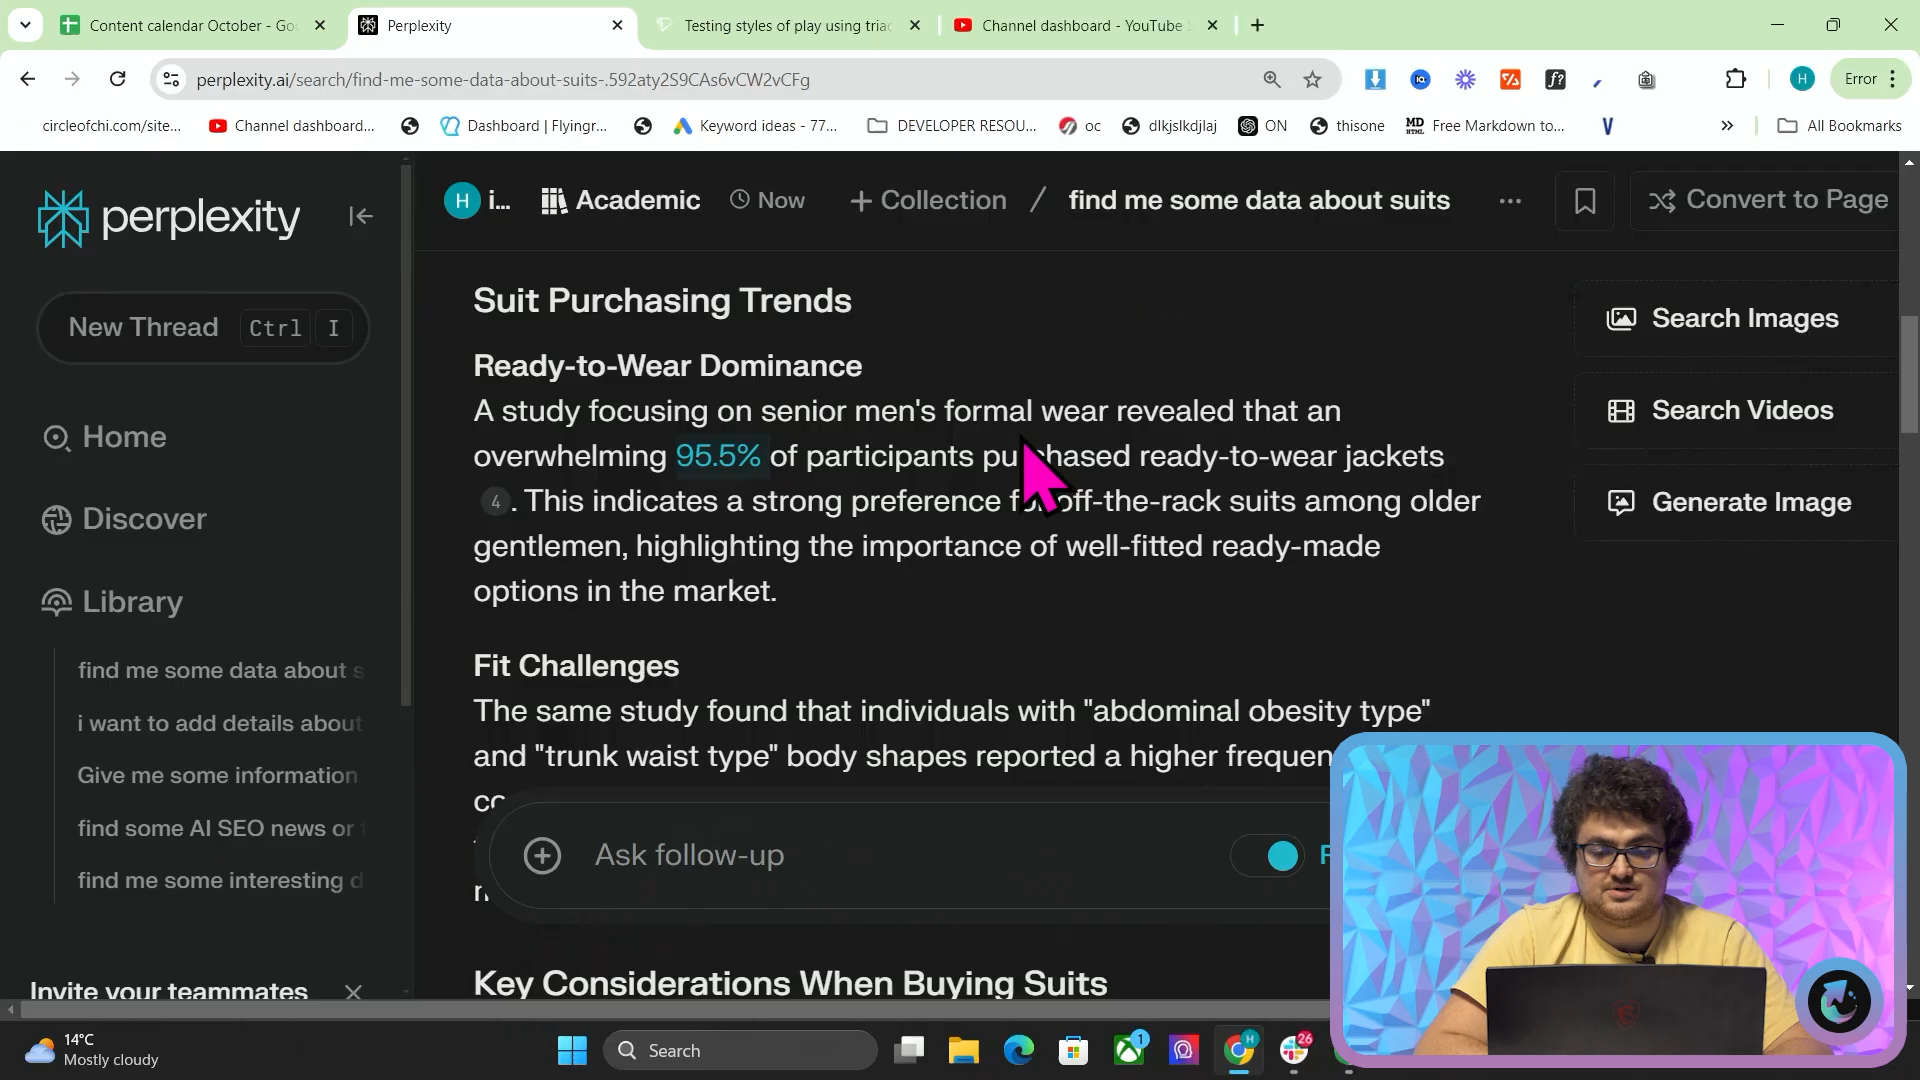 Content calendar October - Goo
Perplexity
Testing styles of play using triad
Channel dashboard - YouTube S
perplexity.ai/search/find-me-some-data-about-suits-.592aty2S9CAs6vCW2vCFg
H
Error
circleofchi.com/site...
Channel dashboard...
Dashboard | Flyingr...
Keyword ideas - 77...
DEVELOPER RESOU...
oc
dlkjslkdjlaj
ON
thisone
Free Markdown to...
All Bookmarks
perplexity
New Thread Ctrl I
Home
Discover
Library
find me some data about s
i want to add details about
Give me some information
find some AI SEO news or
find me some interesting d
Invite your teammates
H i... Academic Now + Collection / find me some data about suits ... Convert to Page
Suit Purchasing Trends
Ready-to-Wear Dominance
A study focusing on senior men's formal wear revealed that an
overwhelming 95.5% of participants purchased ready-to-wear jackets
4 . This indicates a strong preference for off-the-rack suits among older
gentlemen, highlighting the importance of well-fitted ready-made
options in the market.
Fit Challenges
The same study found that individuals with "abdominal obesity type"
and "trunk waist type" body shapes reported a higher frequen
Ask follow-up
Key Considerations When Buying Suits
Search Images
Search Videos
Generate Image
14°C
Mostly cloudy
Search
1
26